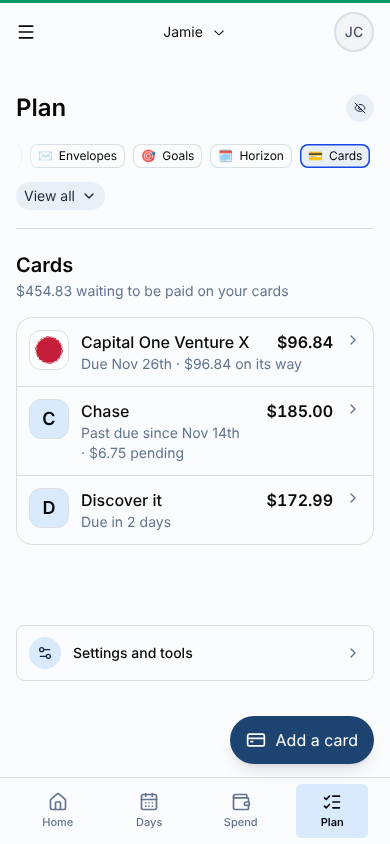 Jamie
JC
Plan
Envelopes
Goals
Horizon
Cards
View all
Cards
$454.83 waiting to be paid on your cards
Capital One Venture X $96.84
Due Nov 26th · $96.84 on its way
C
Chase $185.00
Past due since Nov 14th
· $6.75 pending
D
Discover it $172.99
Due in 2 days
Settings and tools
Add a card
Home Days Spend Plan